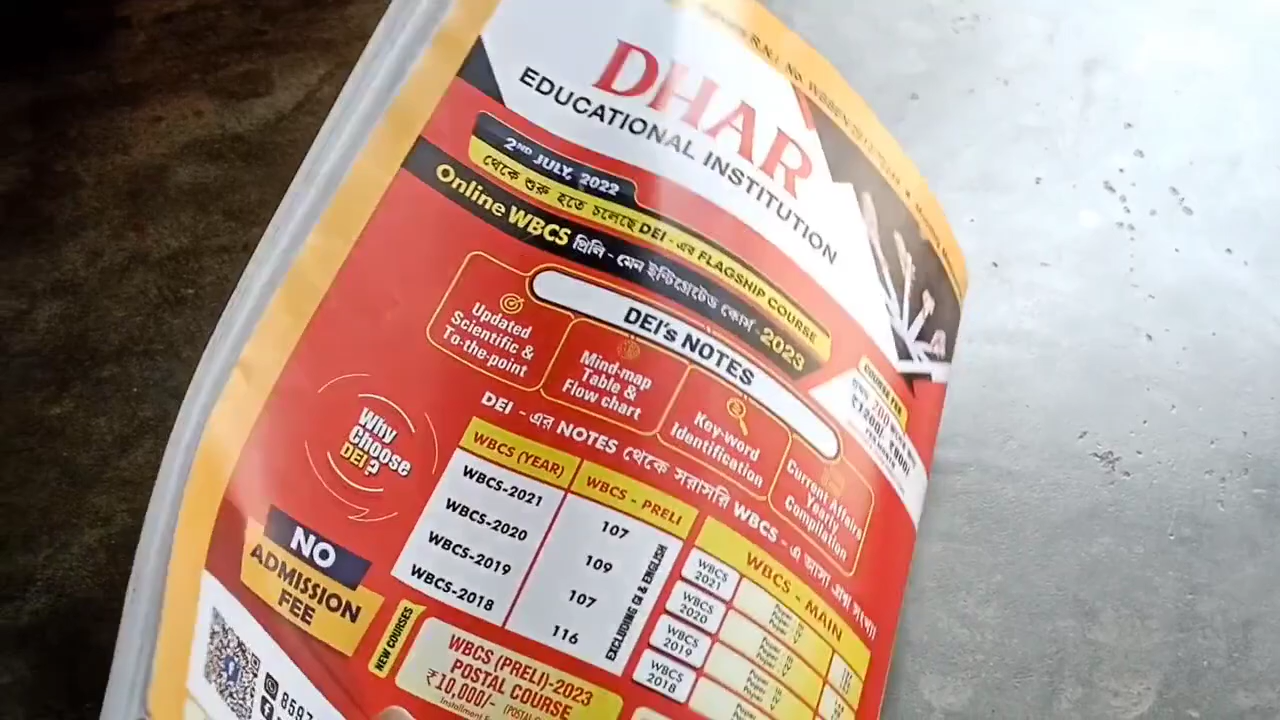 DHAR
EDUCATIONAL INSTITUTION
2ND JULY, 2022
থেকে শুরু হতে চলেছে DEI - এর FLAGSHIP COURSE
Online WBCS প্রিলি - মেন ইন্টিগ্রেটেড কোর্স -2023
DEI's NOTES
Updated
Scientific &
To-the-point
Mind-map
Table &
Flow chart
Key-word
Identification
Current Affairs
Yearly
Compilation
COURSE FEE
Why
Choose
DEI?
DEI - এর NOTES থেকে সরাসরি WBCS - এ আসা প্রশ্ন সংখ্যা
WBCS (YEAR) WBCS - PRELI
WBCS-2021 107
WBCS-2020 109
WBCS-2019 107
WBCS-2018 116
EXCLUDING GI & ENGLISH
WBCS - MAIN
WBCS
2021
WBCS
2020
WBCS
2019
WBCS
2018
NO
ADMISSION
FEE
NEW COURSES
WBCS (PRELI)-2023
POSTAL COURSE
₹10,000/-
8597